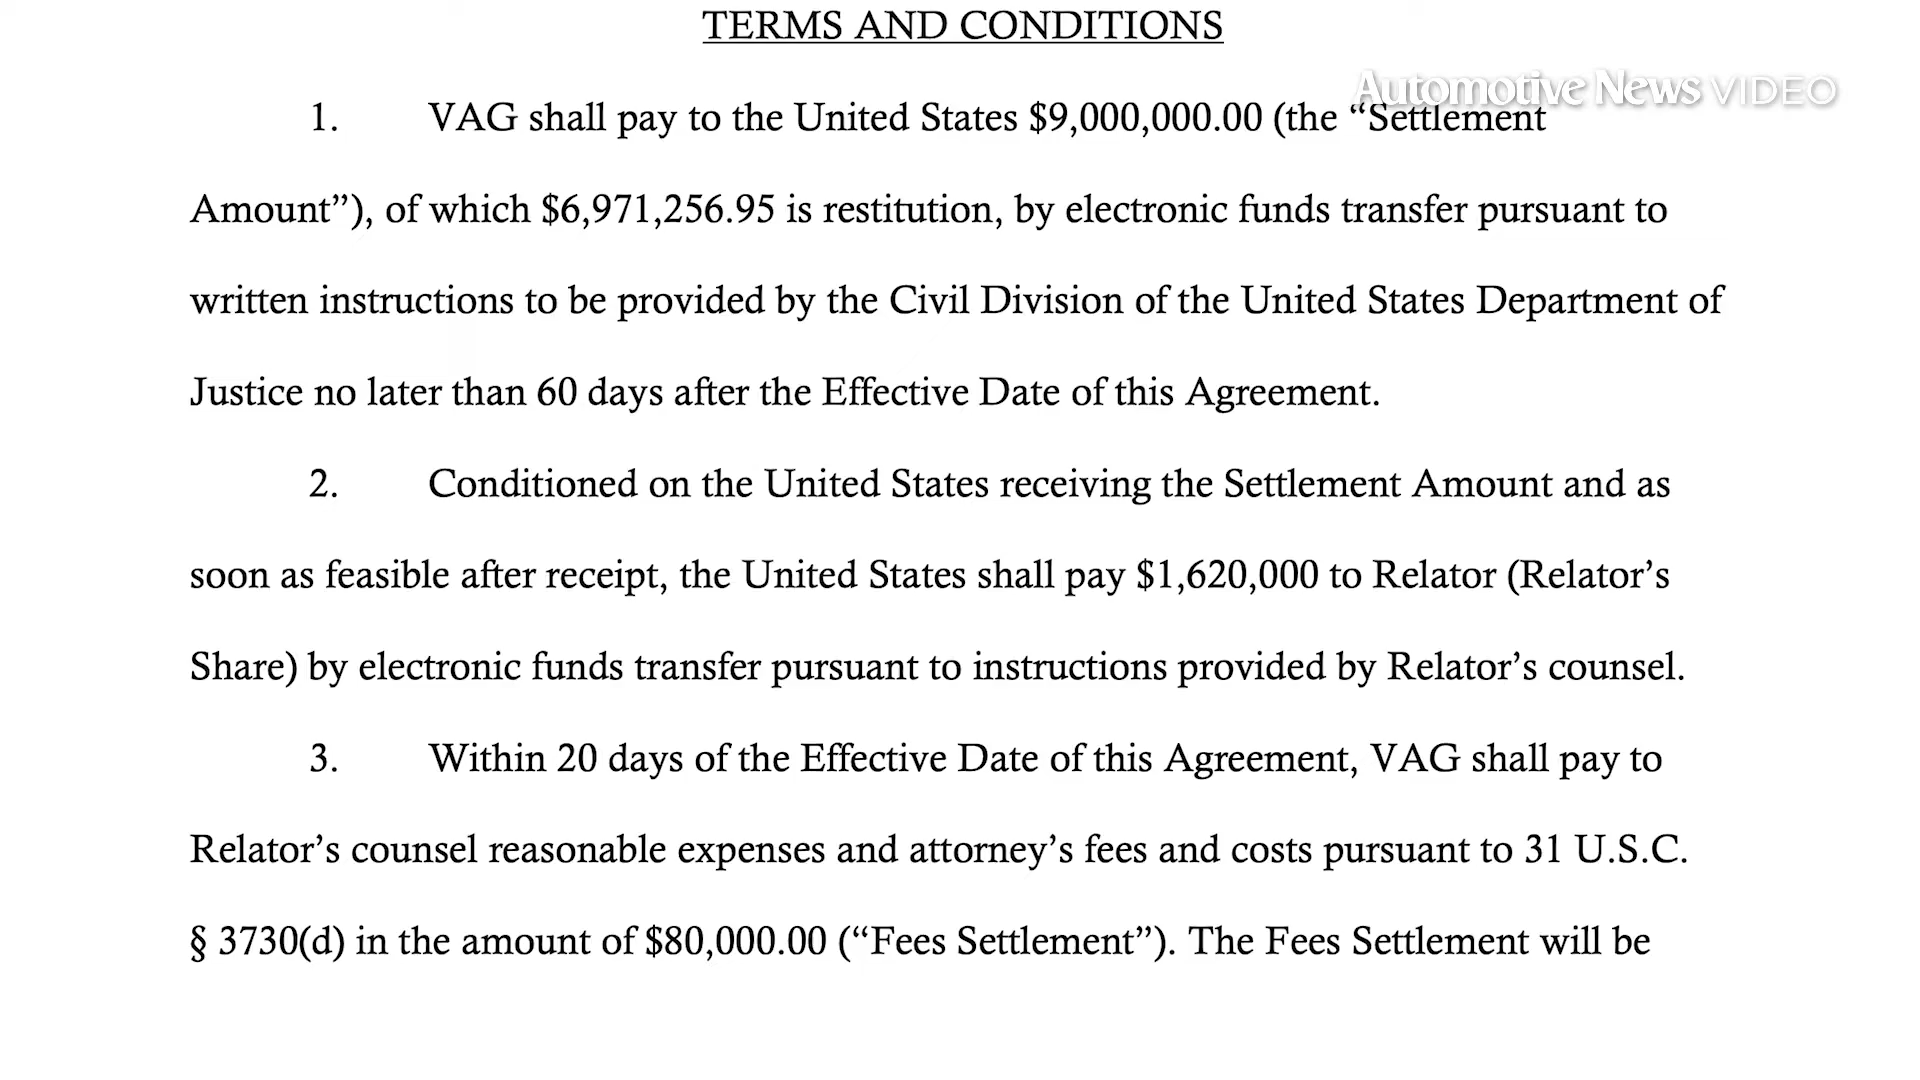 TERMS AND CONDITIONS
Automotive News VIDEO
1. VAG shall pay to the United States $9,000,000.00 (the “Settlement
Amount”), of which $6,971,256.95 is restitution, by electronic funds transfer pursuant to
written instructions to be provided by the Civil Division of the United States Department of
Justice no later than 60 days after the Effective Date of this Agreement.
2. Conditioned on the United States receiving the Settlement Amount and as
soon as feasible after receipt, the United States shall pay $1,620,000 to Relator (Relator’s
Share) by electronic funds transfer pursuant to instructions provided by Relator’s counsel.
3. Within 20 days of the Effective Date of this Agreement, VAG shall pay to
Relator’s counsel reasonable expenses and attorney’s fees and costs pursuant to 31 U.S.C.
§ 3730(d) in the amount of $80,000.00 (“Fees Settlement”). The Fees Settlement will be